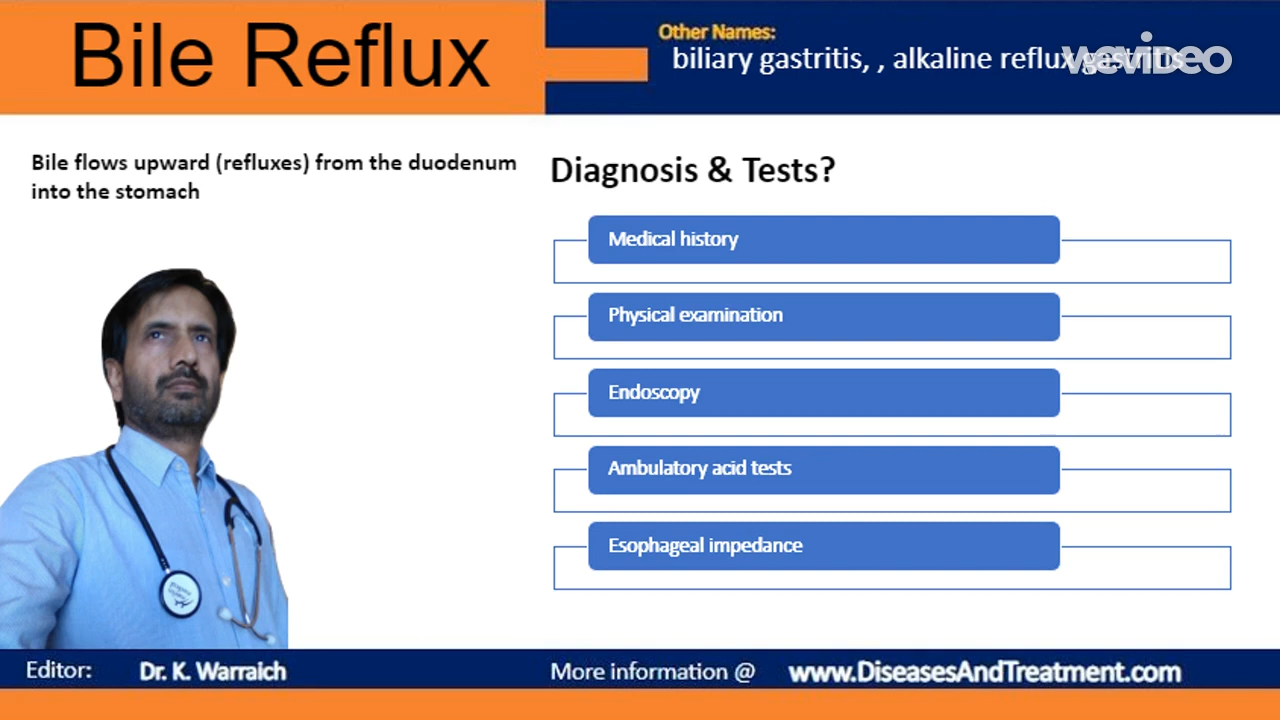 Bile Reflux
Other Names:
biliary gastritis, , alkaline reflux gastritis
wevideo
Bile flows upward (refluxes) from the duodenum
into the stomach
Diagnosis & Tests?
Medical history
Physical examination
Endoscopy
Ambulatory acid tests
Esophageal impedance
Editor: Dr. K. Warraich
More information @ www.DiseasesAndTreatment.com